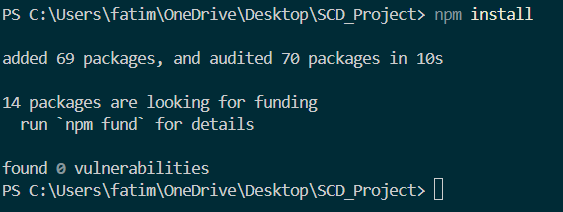 PS C:\Users\fatim\OneDrive\Desktop\SCD_Project> npm install
added 69 packages, and audited 70 packages in 10s
14 packages are looking for funding
  run `npm fund` for details
found 0 vulnerabilities
PS C:\Users\fatim\OneDrive\Desktop\SCD_Project>